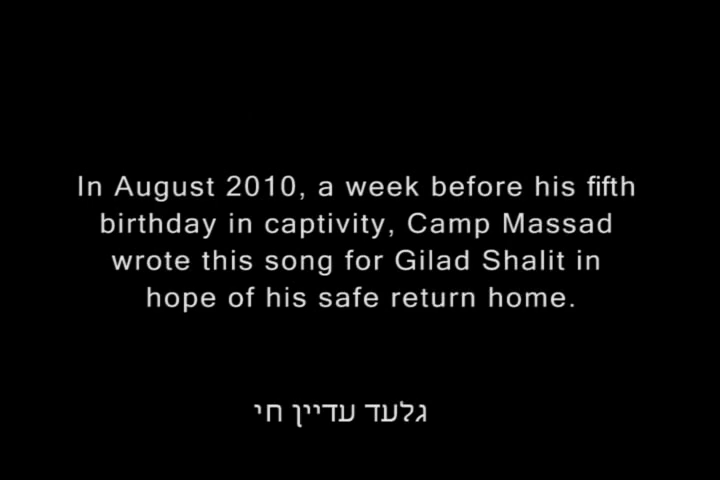 In August 2010, a week before his fifth
birthday in captivity, Camp Massad
wrote this song for Gilad Shalit in
hope of his safe return home.
גלעד עדיין חי